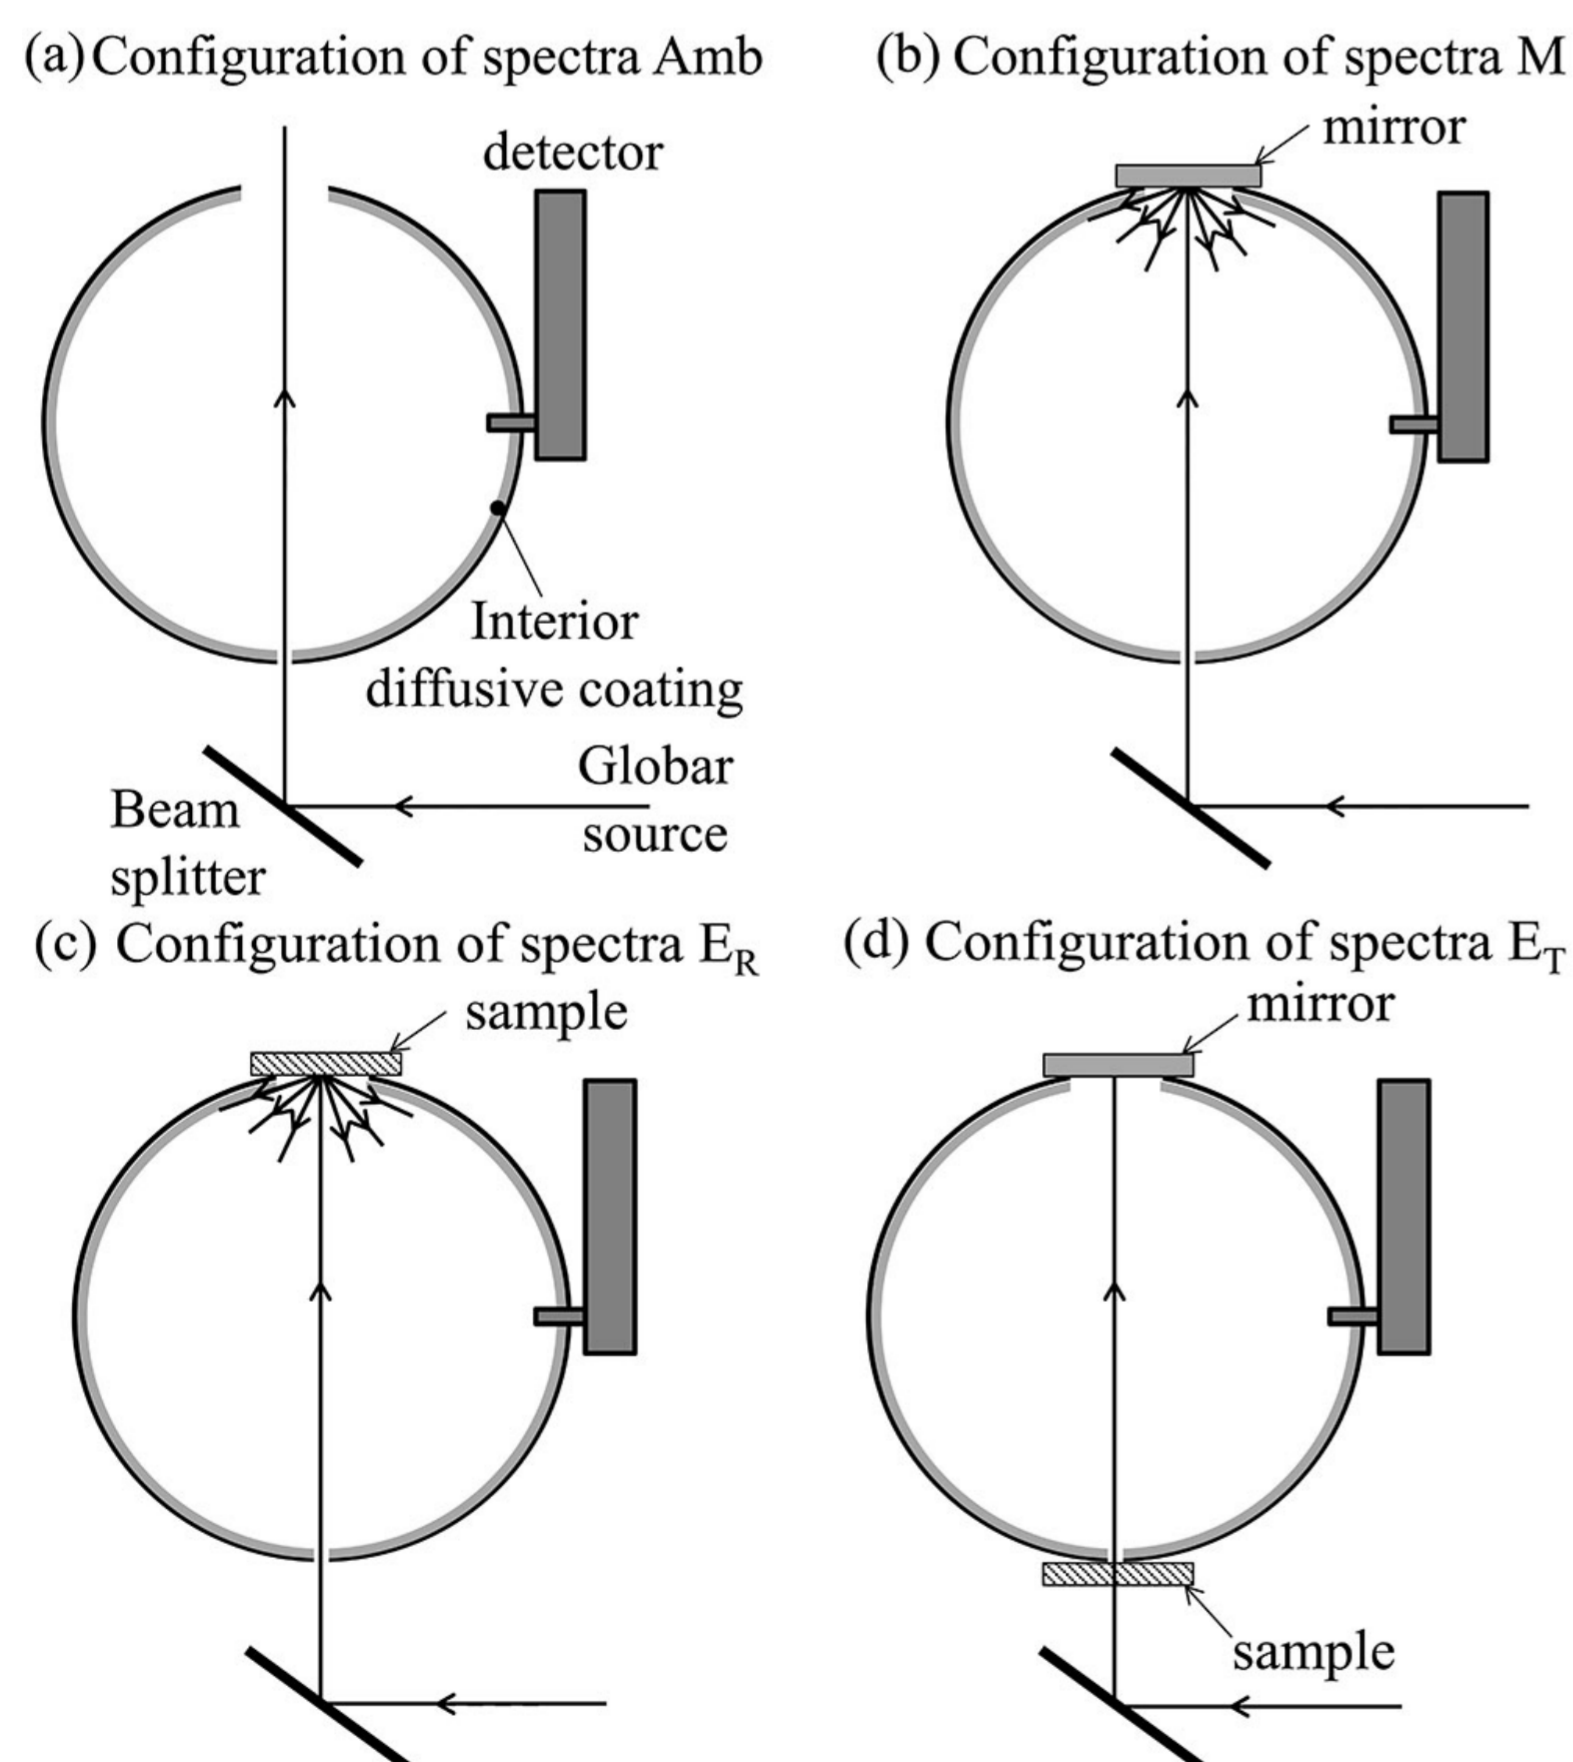 (a) Configuration of spectra Amb
(b) Configuration of spectra M
mirror
detector
Interior
diffusive coating
Globar
source
Beam
splitter
(c) Configuration of spectra E_R
(d) Configuration of spectra E_T
sample
mirror
sample